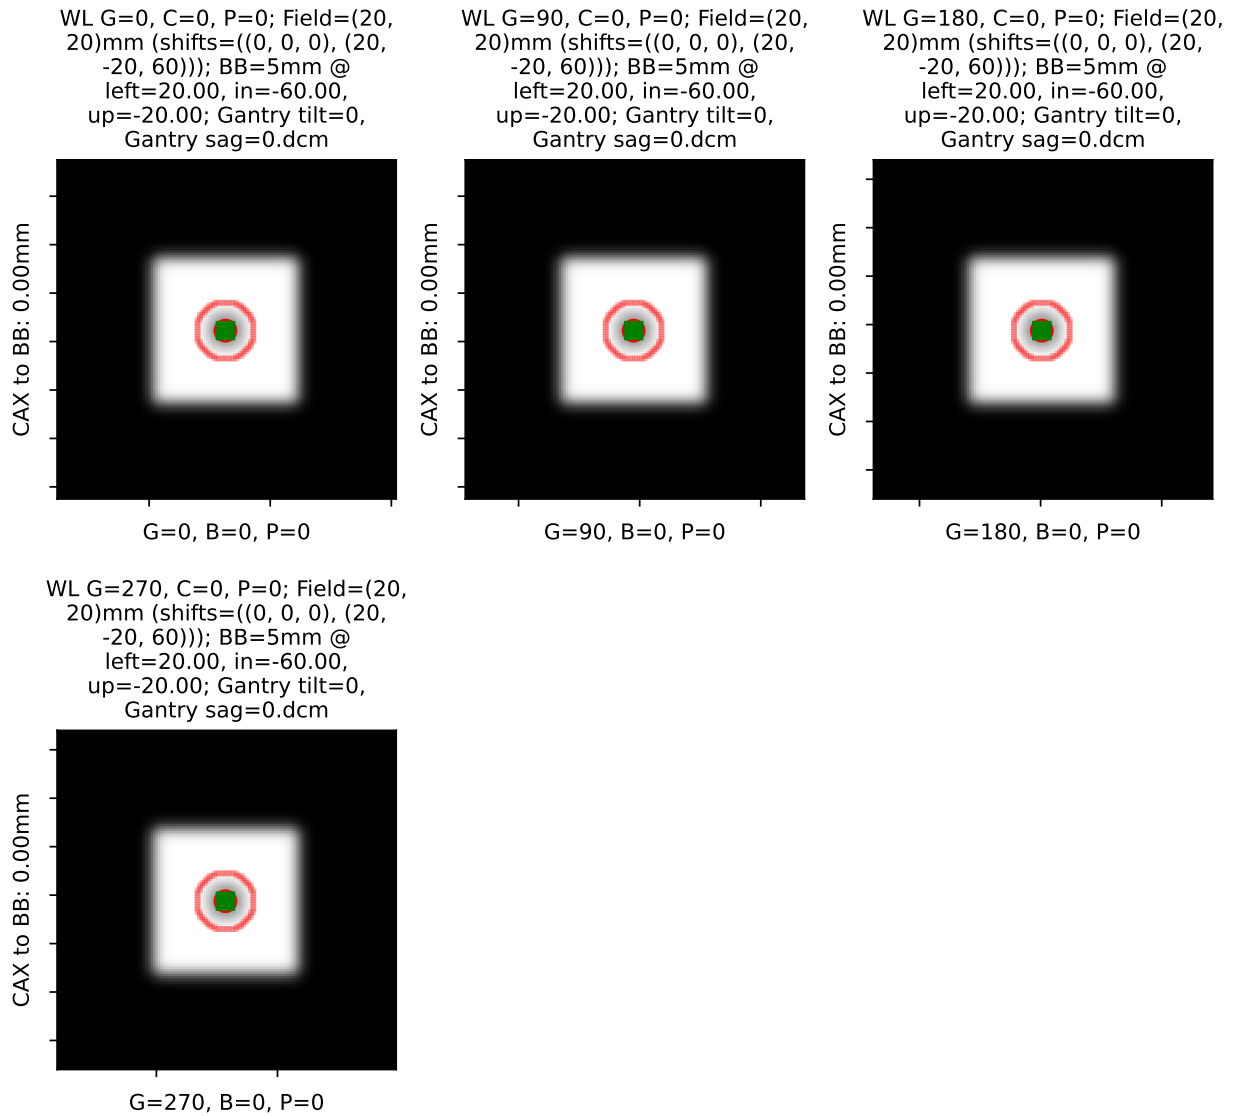 WL G=0, C=0, P=0; Field=(20,
20)mm (shifts=((0, 0, 0), (20,
-20, 60))); BB=5mm @
left=20.00, in=-60.00,
up=-20.00; Gantry tilt=0,
Gantry sag=0.dcm
CAX to BB: 0.00mm
G=0, B=0, P=0
WL G=90, C=0, P=0; Field=(20,
20)mm (shifts=((0, 0, 0), (20,
-20, 60))); BB=5mm @
left=20.00, in=-60.00,
up=-20.00; Gantry tilt=0,
Gantry sag=0.dcm
CAX to BB: 0.00mm
G=90, B=0, P=0
WL G=180, C=0, P=0; Field=(20,
20)mm (shifts=((0, 0, 0), (20,
-20, 60))); BB=5mm @
left=20.00, in=-60.00,
up=-20.00; Gantry tilt=0,
Gantry sag=0.dcm
CAX to BB: 0.00mm
G=180, B=0, P=0
WL G=270, C=0, P=0; Field=(20,
20)mm (shifts=((0, 0, 0), (20,
-20, 60))); BB=5mm @
left=20.00, in=-60.00,
up=-20.00; Gantry tilt=0,
Gantry sag=0.dcm
CAX to BB: 0.00mm
G=270, B=0, P=0